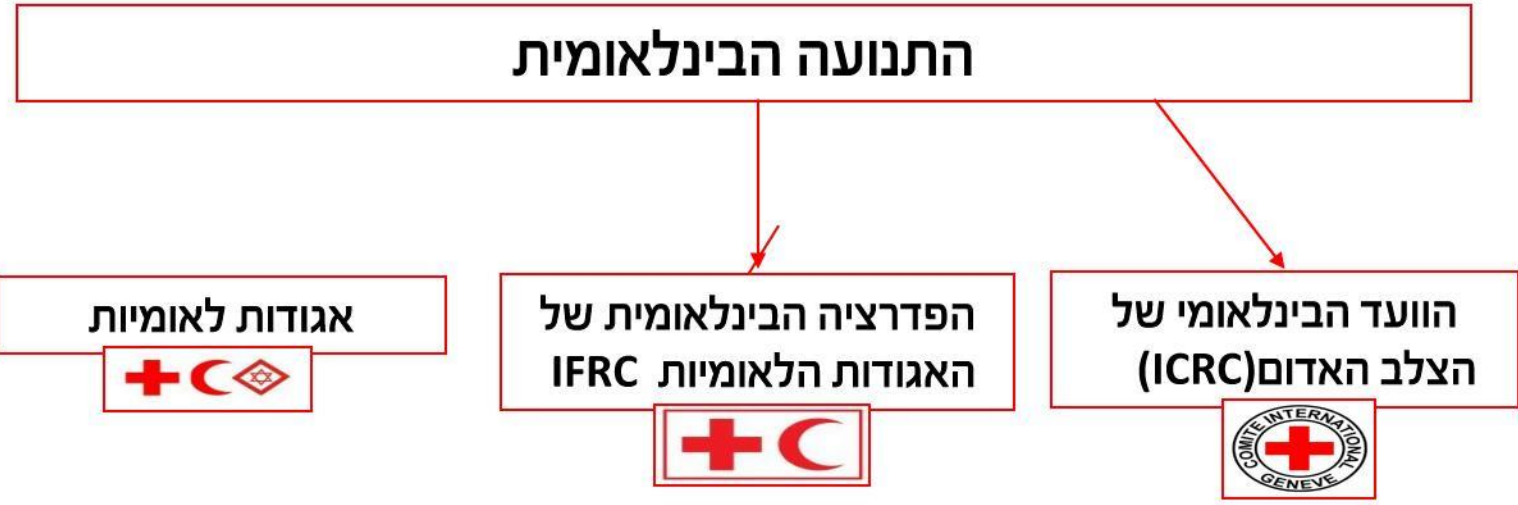 התנועה הבינלאומית
הוועד הבינלאומי של
הצלב האדום(ICRC)
COMITE INTERNATIONAL
GENEVE
הפדרציה הבינלאומית של
האגודות הלאומיות IFRC
אגודות לאומיות